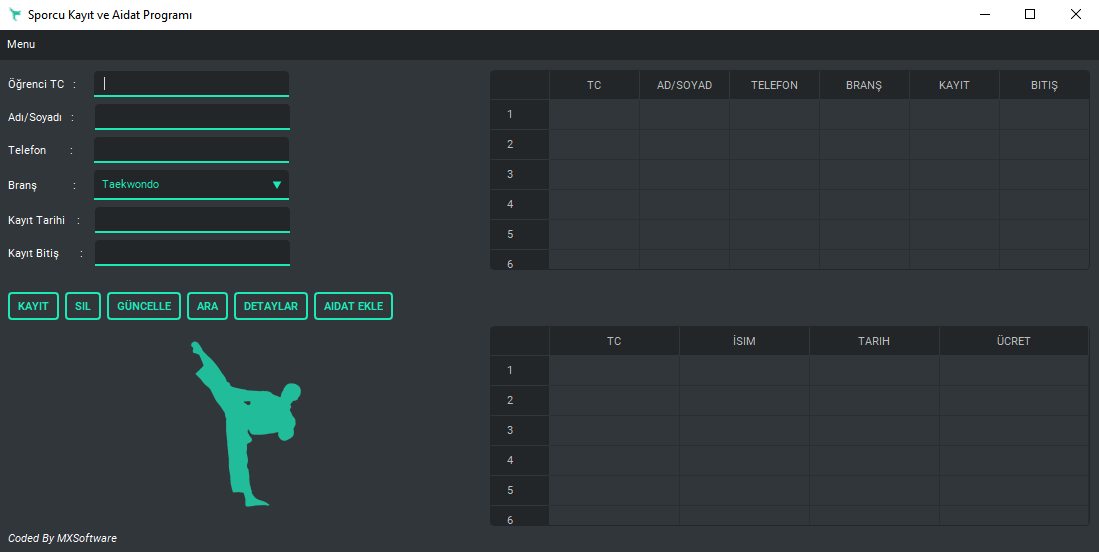 Sporcu Kayıt ve Aidat Programı
Menu
Öğrenci TC :
Adı/Soyadı :
Telefon :
Branş : Taekwondo
Kayıt Tarihi :
Kayıt Bitiş :
KAYIT SIL GÜNCELLE ARA DETAYLAR AIDAT EKLE
TC AD/SOYAD TELEFON BRANŞ KAYIT BITIŞ
1
2
3
4
5
6
TC İSIM TARIH ÜCRET
1
2
3
4
5
6
Coded By MXSoftware